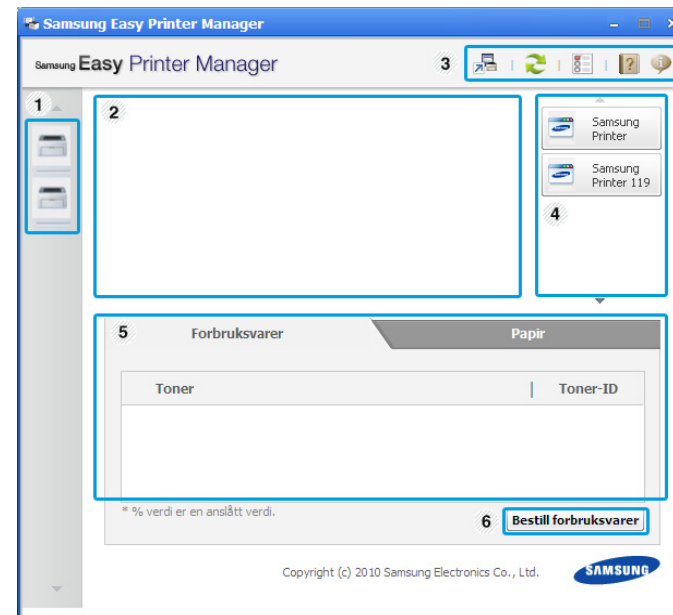 Samsung Easy Printer Manager
Samsung Easy Printer Manager
3
1
2
Samsung
Printer
Samsung
Printer 119
4
5
Forbruksvarer
Papir
Toner
Toner-ID
* % verdi er en anslått verdi.
6
Bestill forbruksvarer
Copyright (c) 2010 Samsung Electronics Co., Ltd.
SAMSUNG